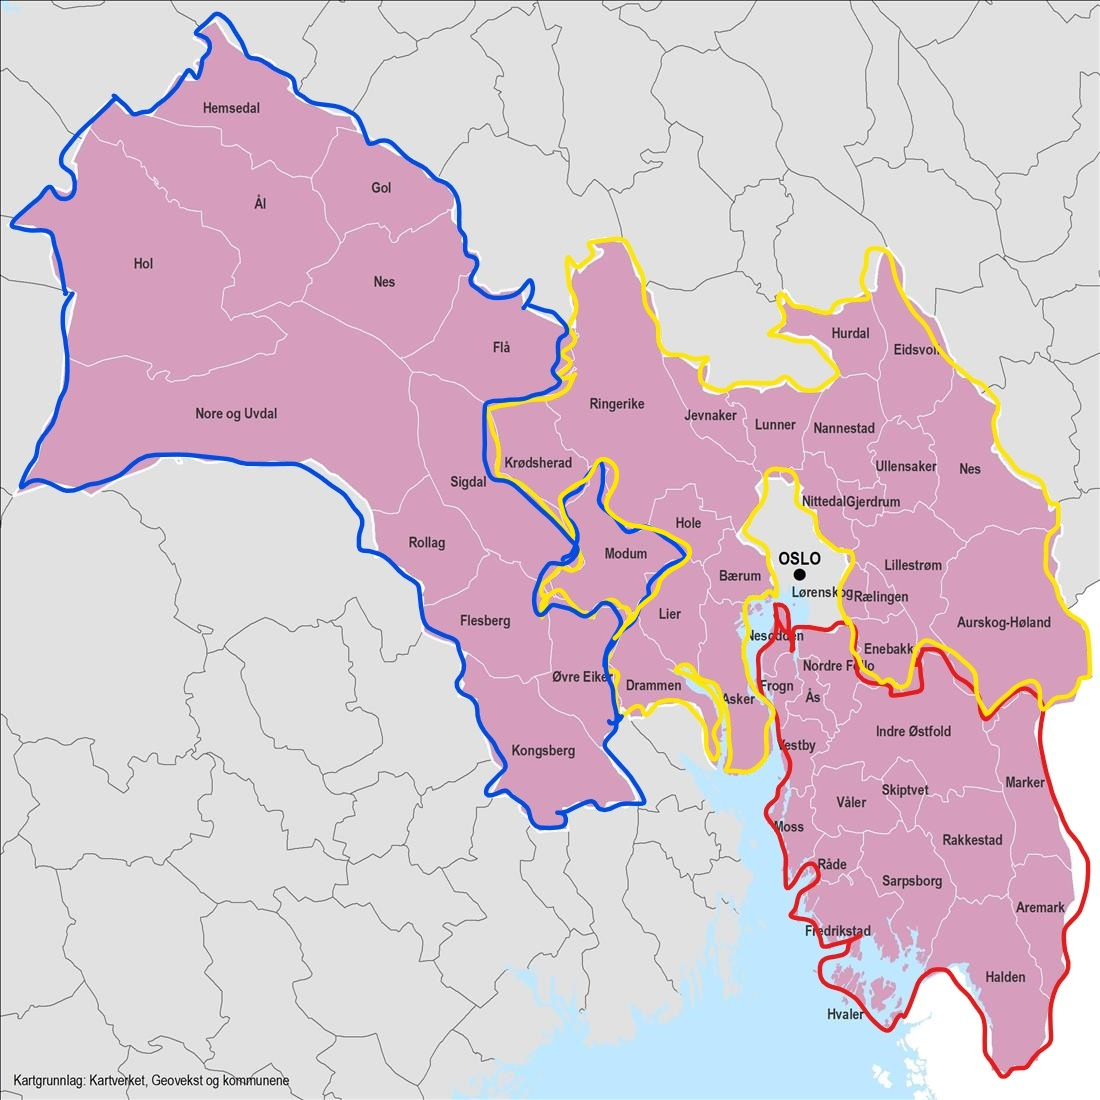 Hemsedal
Gol
Ål
Hol
Nes
Hurdal
Eidsvoll
Flå
Ringerike
Nore og Uvdal
Jevnaker
Lunner
Nannestad
Krødsherad
Ullensaker
Nes
Sigdal
Nittedal
Gjerdrum
Hole
Rollag
Modum
OSLO
Lillestrøm
Bærum
Lørenskog
Rælingen
Flesberg
Lier
Aurskog-Høland
Nesodden
Enebakk
Nordre Follo
Øvre Eiker
Drammen
Frogn
Asker
Ås
Indre Østfold
Vestby
Kongsberg
Marker
Skiptvet
Våler
Moss
Rakkestad
Råde
Sarpsborg
Aremark
Fredrikstad
Halden
Hvaler
Kartgrunnlag: Kartverket, Geovekst og kommunene